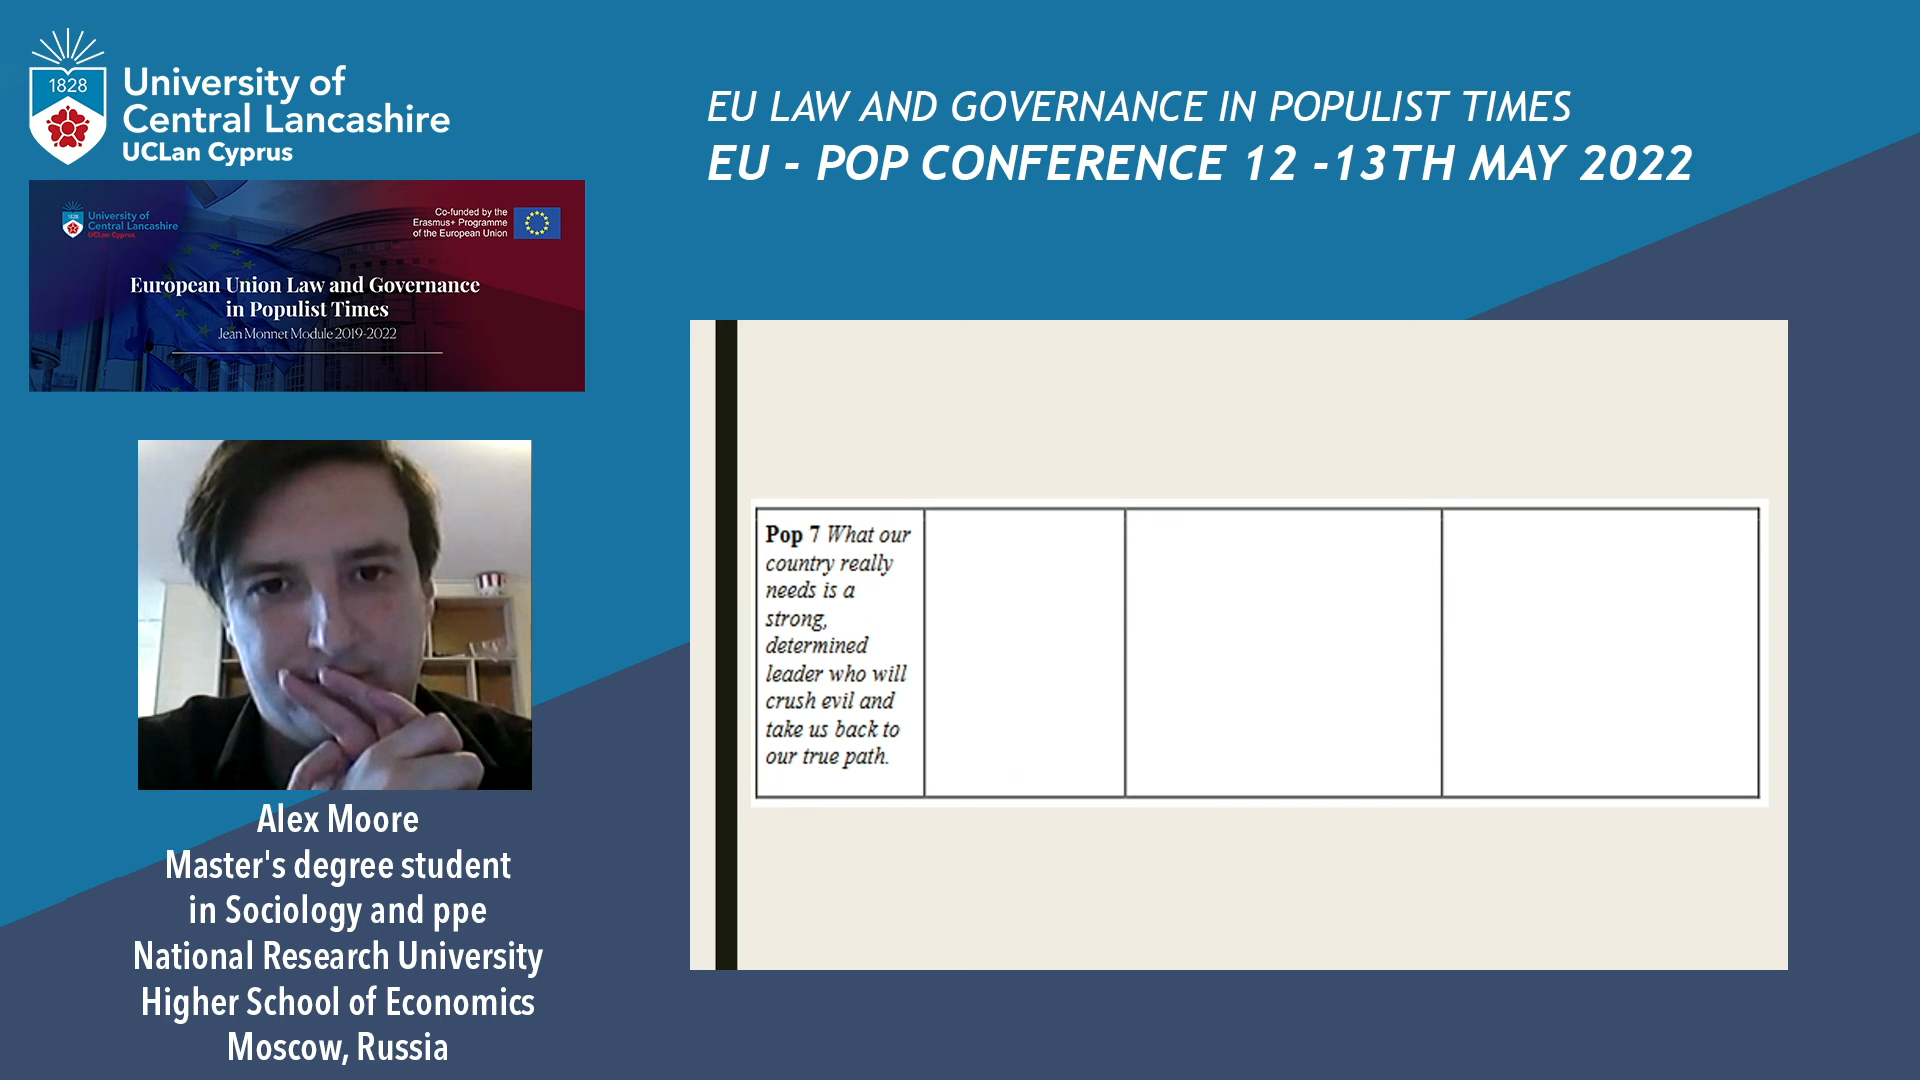 1828
University of
Central Lancashire
UCLan Cyprus
EU LAW AND GOVERNANCE IN POPULIST TIMES
EU - POP CONFERENCE 12 -13TH MAY 2022
1828
University of
Central Lancashire
UCLan Cyprus
Co-funded by the
Erasmus+ Programme
of the European Union
European Union Law and Governance
in Populist Times
Jean Monnet Module 2019-2022
Pop 7 What our
country really
needs is a
strong,
determined
leader who will
crush evil and
take us back to
our true path.
Alex Moore
Master's degree student
in Sociology and ppe
National Research University
Higher School of Economics
Moscow, Russia